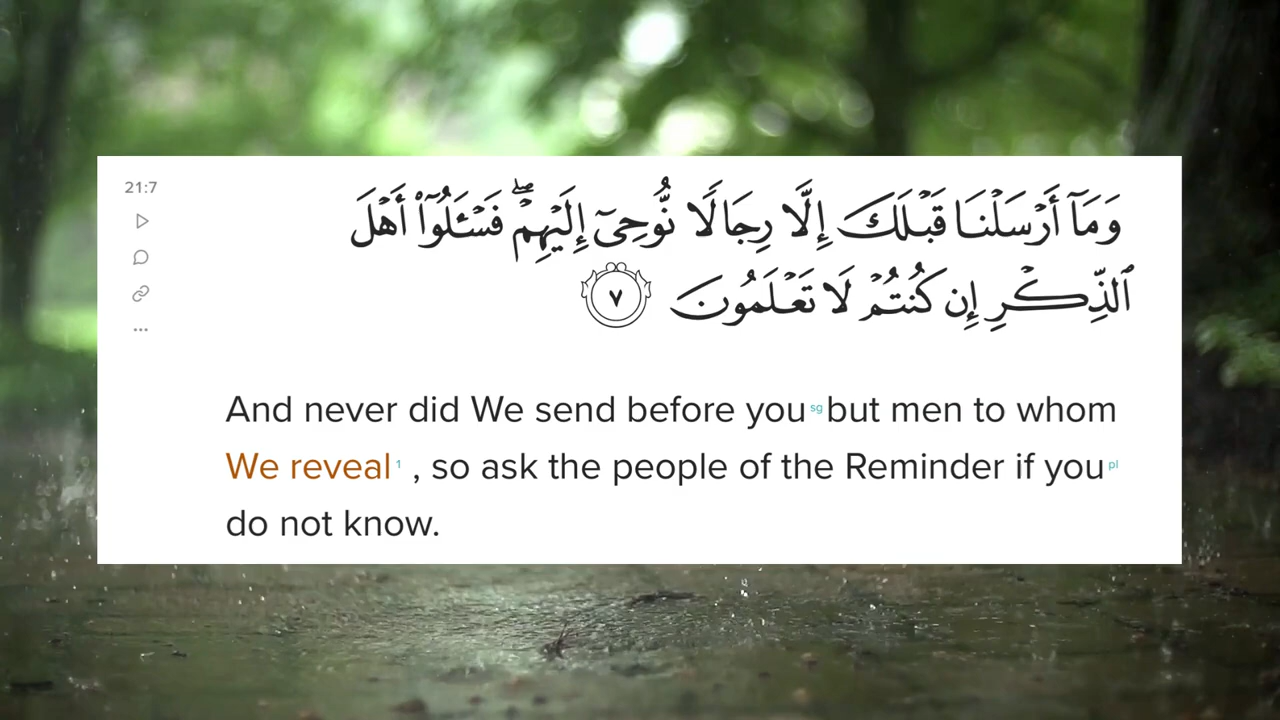 21:7
وَمَآ أَرْسَلْنَا قَبْلَكَ إِلَّا رِجَالًا نُّوحِىٓ إِلَيْهِمْ ۖ فَسْـَٔلُوٓا۟ أَهْلَ
ٱلذِّكْرِ إِن كُنتُمْ لَا تَعْلَمُونَ ٧
And never did We send before you sg but men to whom
We reveal 1 , so ask the people of the Reminder if you pl
do not know.